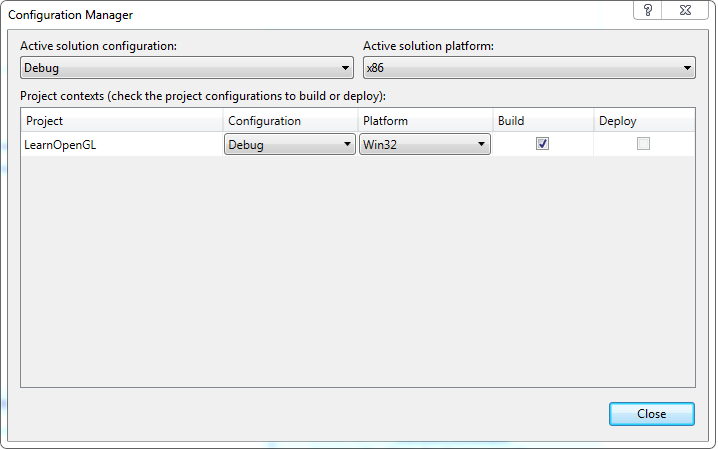 Configuration Manager
Active solution configuration: Active solution platform:
Debug x86
Project contexts (check the project configurations to build or deploy):
Project Configuration Platform Build Deploy
LearnOpenGL Debug Win32
Close